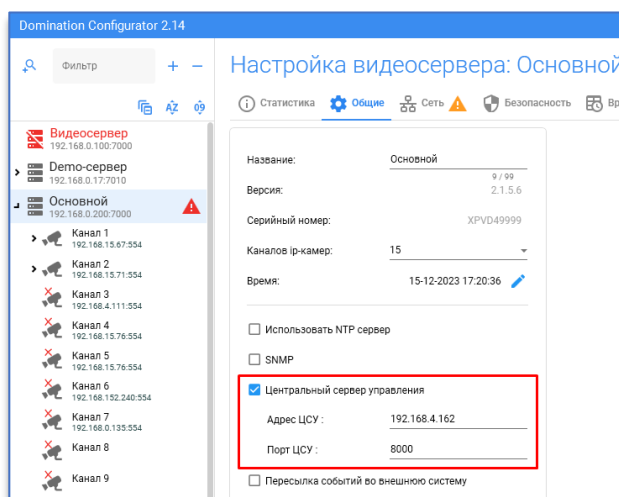 Domination Configurator 2.14
Фильтр
Настройка видеосервера: Основной
Статистика Общие Сеть Безопасность Вр
AZ 09
Видеосервер
192.168.0.100:7000
Demo-сервер
192.168.0.17:7010
Основной
192.168.0.200:7000
Канал 1
192.168.15.67:554
Канал 2
192.168.15.71:554
Канал 3
192.168.4.111:554
Канал 4
192.168.15.76:554
Канал 5
192.168.15.76:554
Канал 6
192.168.152.240:554
Канал 7
192.168.0.135:554
Канал 8
Канал 9
Название: Основной
9 / 99
Версия: 2.1.5.6
Серийный номер: XPVD49999
Каналов ip-камер: 15
Время: 15-12-2023 17:20:36
Использовать NTP сервер
SNMP
Центральный сервер управления
Адрес ЦСУ : 192.168.4.162
Порт ЦСУ : 8000
Пересылка событий во внешнюю систему